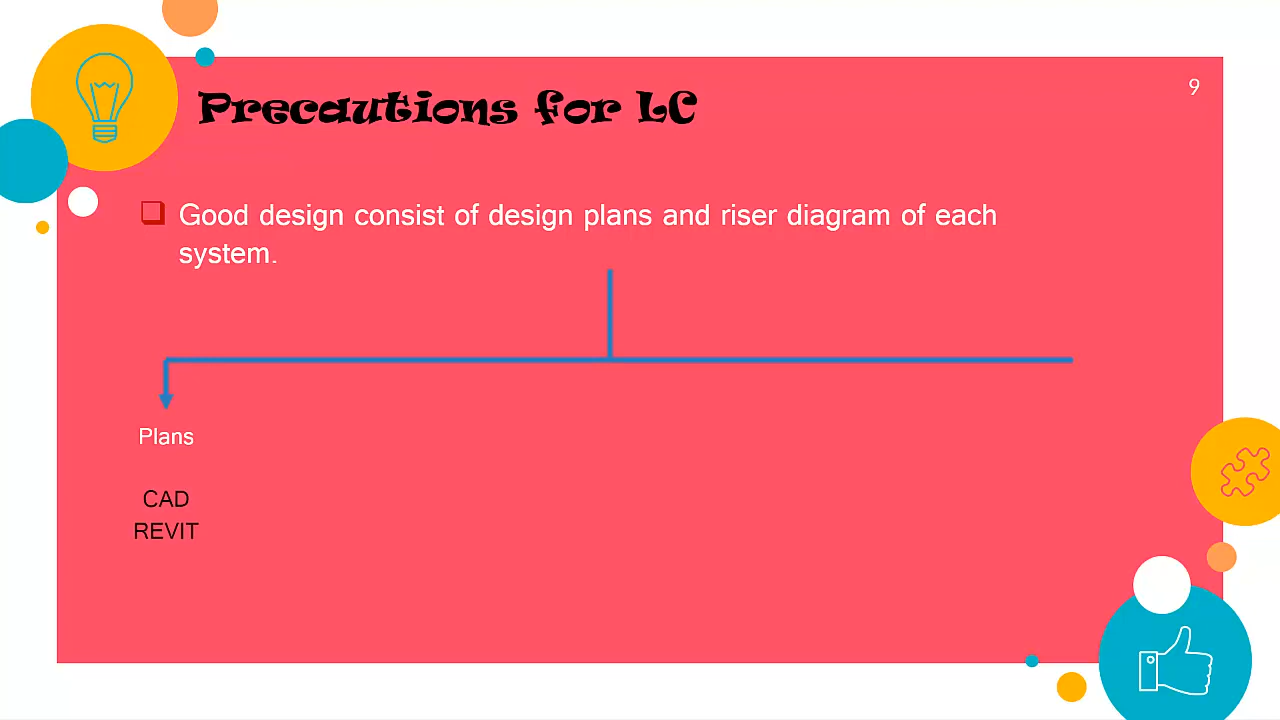 9
Precautions for LC
Good design consist of design plans and riser diagram of each
system.
Plans
CAD
REVIT